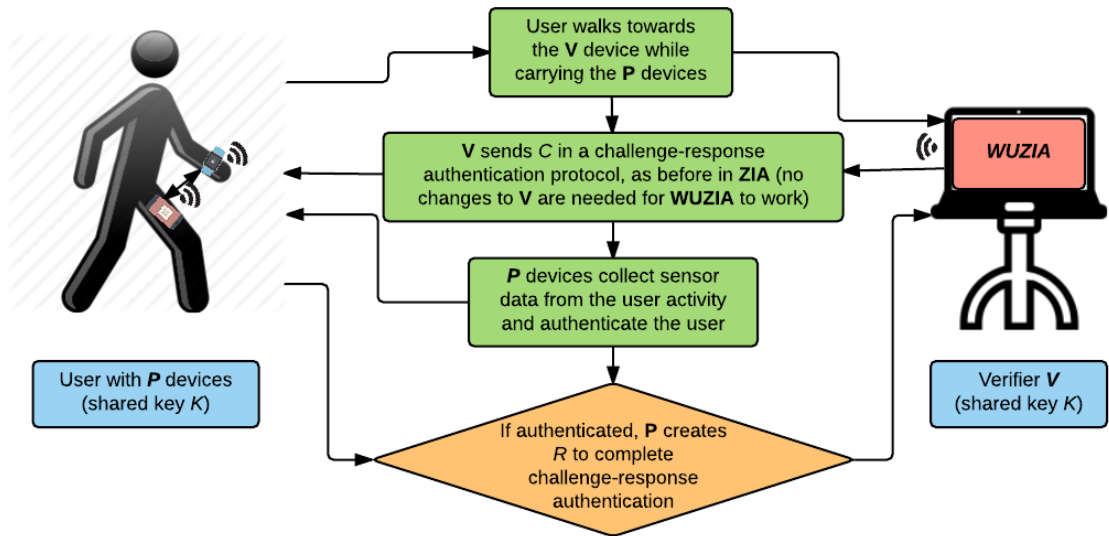 User walks towards
the V device while
carrying the P devices
V sends C in a challenge-response
authentication protocol, as before in ZIA (no
changes to V are needed for WUZIA to work)
WUZIA
P devices collect sensor
data from the user activity
and authenticate the user
User with P devices
(shared key K)
Verifier V
(shared key K)
If authenticated, P creates
R to complete
challenge-response
authentication